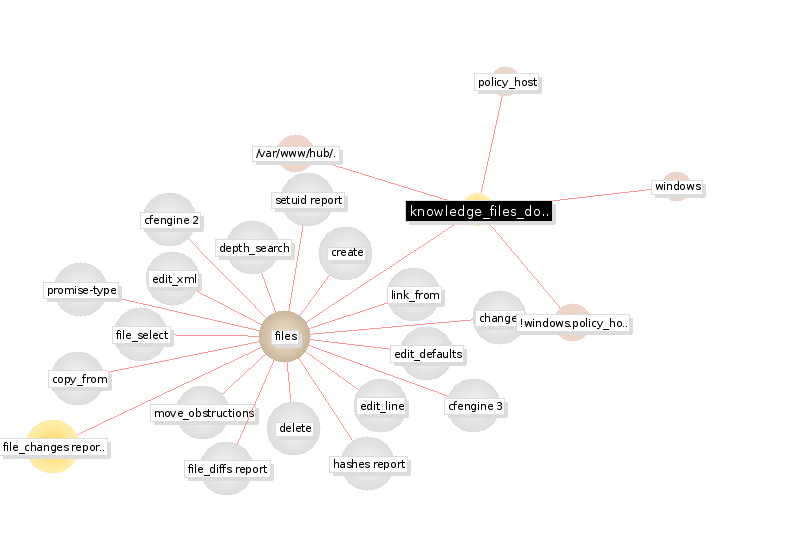 policy_host
/var/www/hub/.
windows
setuid report
knowledge_files_do..
cfengine 2
depth_search
create
edit_xml
promise-type
link_from
change
!windows.policy_ho..
file_select
files
edit_defaults
copy_from
edit_line
cfengine 3
move_obstructions
delete
file_changes repor..
file_diffs report
hashes report